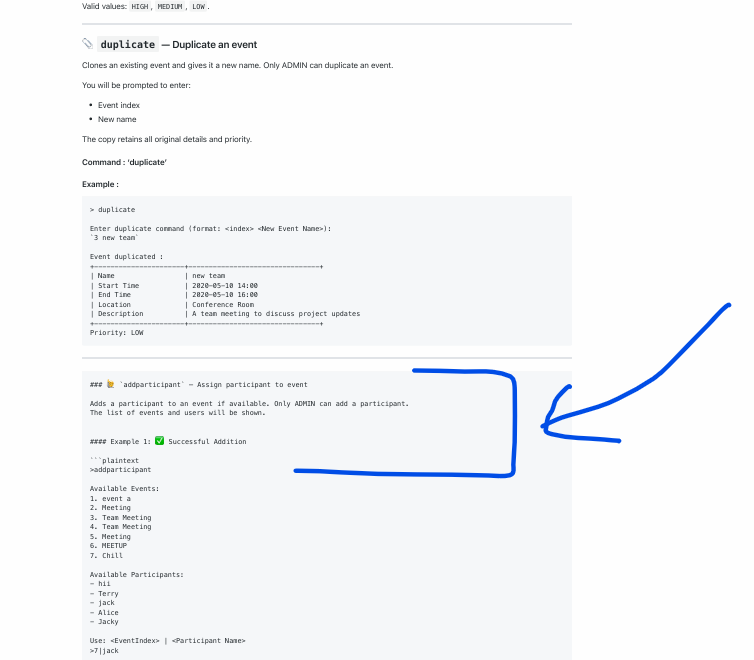 Valid values: HIGH, MEDIUM, LOW.
duplicate — Duplicate an event
Clones an existing event and gives it a new name. Only ADMIN can duplicate an event.
You will be prompted to enter:
• Event index
• New name
The copy retains all original details and priority.
Command : ‘duplicate’
Example :
> duplicate
Enter duplicate command (format: <index> <New Event Name>):
`3 new team`
Event duplicated :
+----------------------+--------------------------------+
| Name | new team
| Start Time | 2020-05-10 14:00
| End Time | 2020-05-10 16:00
| Location | Conference Room
| Description | A team meeting to discuss project updates
+----------------------+--------------------------------+
Priority: LOW
### 🙋 `addparticipant` – Assign participant to event
Adds a participant to an event if available. Only ADMIN can add a participant.
The list of events and users will be shown.
#### Example 1: ✅ Successful Addition
```plaintext
>addparticipant
Available Events:
1. event a
2. Meeting
3. Team Meeting
4. Team Meeting
5. Meeting
6. MEETUP
7. Chill
Available Participants:
- hii
- Terry
- jack
- Alice
- Jacky
Use: <EventIndex> | <Participant Name>
>7|jack